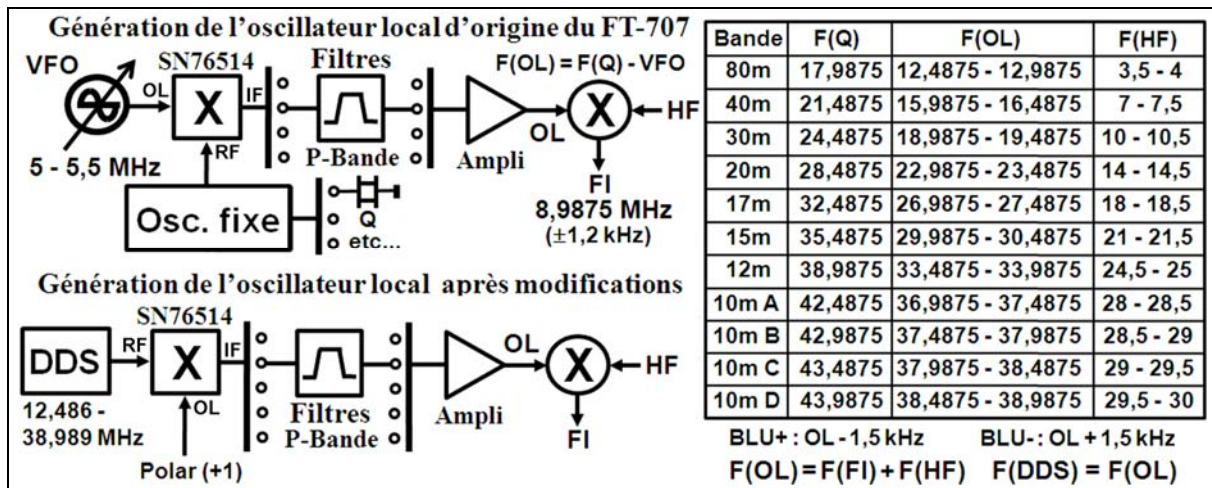 Génération de l'oscillateur local d'origine du FT-707
VFO
SN76514
Filtres
F(OL) = F(Q) - VFO
OL
X
IF
RF
X
HF
OL
5 - 5,5 MHz
P-Bande
Ampli
FI
8,9875 MHz
(±1,2 kHz)
Osc. fixe
Q
etc...
Génération de l'oscillateur local après modifications
SN76514
DDS
RF
X
IF
OL
X
HF
OL
12,486 -
38,989 MHz
Filtres
P-Bande
Ampli
FI
Polar (+1)
Bande F(Q) F(OL) F(HF)
80m 17,9875 12,4875 - 12,9875 3,5 - 4
40m 21,4875 15,9875 - 16,4875 7 - 7,5
30m 24,4875 18,9875 - 19,4875 10 - 10,5
20m 28,4875 22,9875 - 23,4875 14 - 14,5
17m 32,4875 26,9875 - 27,4875 18 - 18,5
15m 35,4875 29,9875 - 30,4875 21 - 21,5
12m 38,9875 33,4875 - 33,9875 24,5 - 25
10m A 42,4875 36,9875 - 37,4875 28 - 28,5
10m B 42,9875 37,4875 - 37,9875 28,5 - 29
10m C 43,4875 37,9875 - 38,4875 29 - 29,5
10m D 43,9875 38,4875 - 38,9875 29,5 - 30
BLU+ : OL - 1,5 kHz BLU- : OL + 1,5 kHz
F(OL) = F(FI) + F(HF) F(DDS) = F(OL)